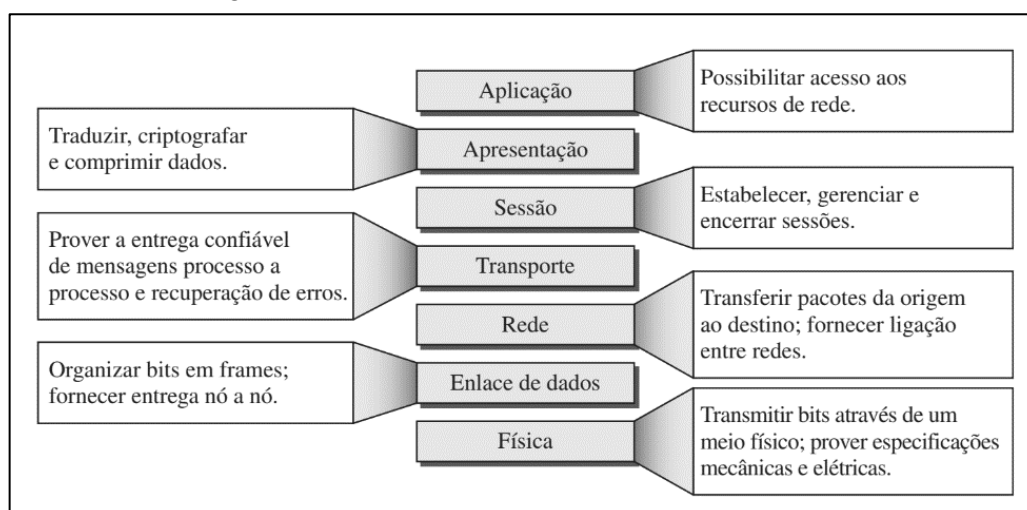 Aplicação
Possibilitar acesso aos
recursos de rede.
Traduzir, criptografar
e comprimir dados.
Apresentação
Sessão
Estabelecer, gerenciar e
encerrar sessões.
Prover a entrega confiável
de mensagens processo a
processo e recuperação de erros.
Transporte
Rede
Transferir pacotes da origem
ao destino; fornecer ligação
entre redes.
Organizar bits em frames;
fornecer entrega nó a nó.
Enlace de dados
Física
Transmitir bits através de um
meio físico; prover especificações
mecânicas e elétricas.